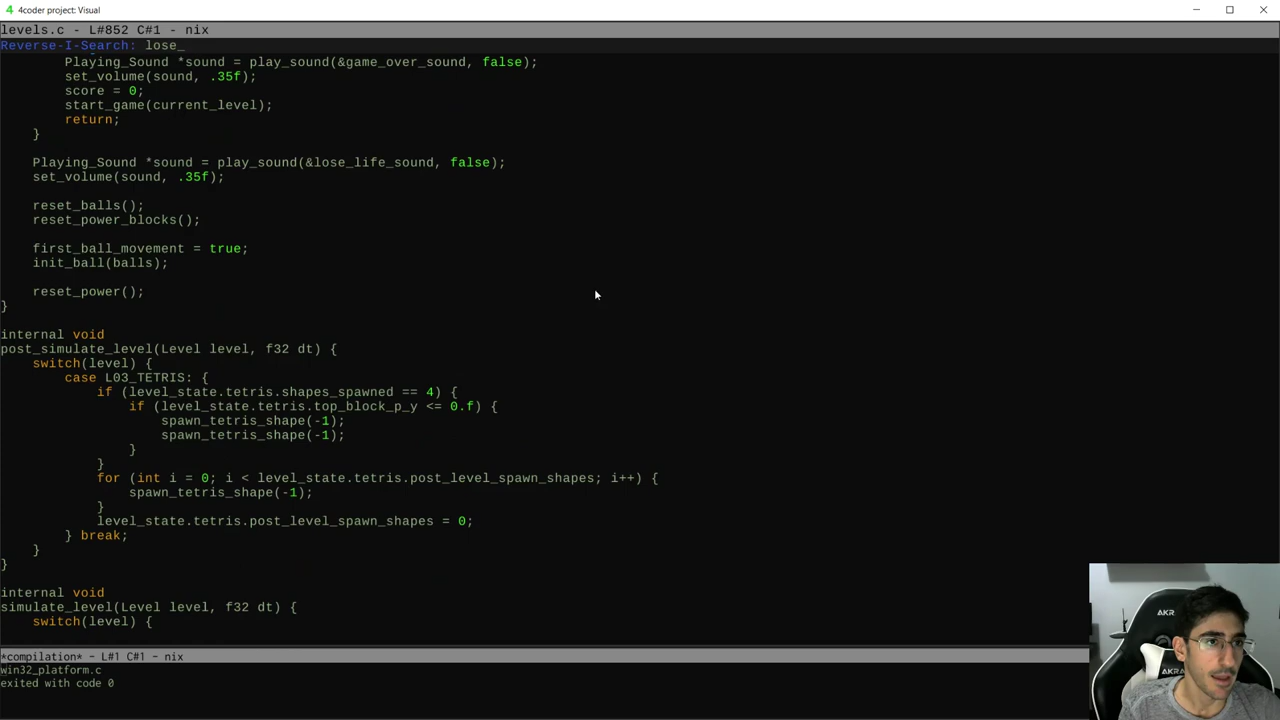 4 4coder project: Visual
levels.c - L#852 C#1 - nix
Reverse-I-Search: lose_
Playing_Sound *sound = play_sound(&game_over_sound, false);
set_volume(sound, .35f);
score = 0;
start_game(current_level);
return;
}
Playing_Sound *sound = play_sound(&lose_life_sound, false);
set_volume(sound, .35f);
reset_balls();
reset_power_blocks();
first_ball_movement = true;
init_ball(balls);
reset_power();
}
internal void
post_simulate_level(Level level, f32 dt) {
switch(level) {
case L03_TETRIS: {
if (level_state.tetris.shapes_spawned == 4) {
if (level_state.tetris.top_block_p_y <= 0.f) {
spawn_tetris_shape(-1);
spawn_tetris_shape(-1);
}
}
for (int i = 0; i < level_state.tetris.post_level_spawn_shapes; i++) {
spawn_tetris_shape(-1);
}
level_state.tetris.post_level_spawn_shapes = 0;
} break;
}
}
internal void
simulate_level(Level level, f32 dt) {
switch(level) {
*compilation* - L#1 C#1 - nix
win32_platform.c
exited with code 0
AKR
AKR